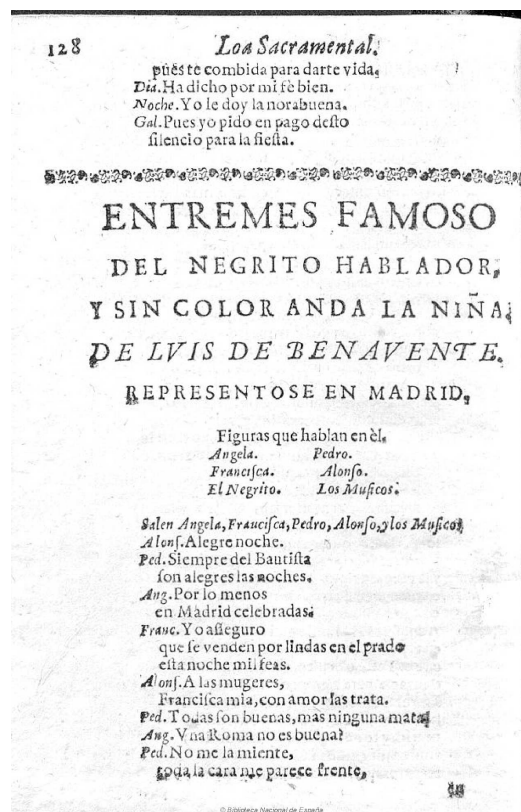 128 Loa Sacramental.
pues te combida para darte vida.
Dia. Ha dicho por mi fè bien.
Noche. Yo le doy la norabuena.
Gal. Pues yo pido en pago deſto
ſilencio para la fieſta.
ENTREMES FAMOSO
DEL NEGRITO HABLADOR,
Y SIN COLOR ANDA LA NIÑA.
DE LVIS DE BENAVENTE.
REPRESENTOSE EN MADRID,
Figuras que hablan en èl.
Angela. Pedro.
Franciſca. Alonſo.
El Negrito. Los Muſicos.
Salen Angela, Franciſca, Pedro, Alonſo, y los Muſicos,
Alonſ. Alegre noche.
Ped. Siempre del Bautiſta
ſon alegres las noches.
Ang. Por lo menos
en Madrid celebradas.
Franc. Yo aſſeguro
que ſe venden por lindas en el prado
eſta noche mil feas.
Alonſ. A las mugeres,
Franciſca mia, con amor las trata.
Ped. Todas ſon buenas, mas ninguna mata.
Ang. Vna Roma no es buena?
Ped. No me la miente,
toda la cara me parece frente,
© Biblioteca Nacional de España